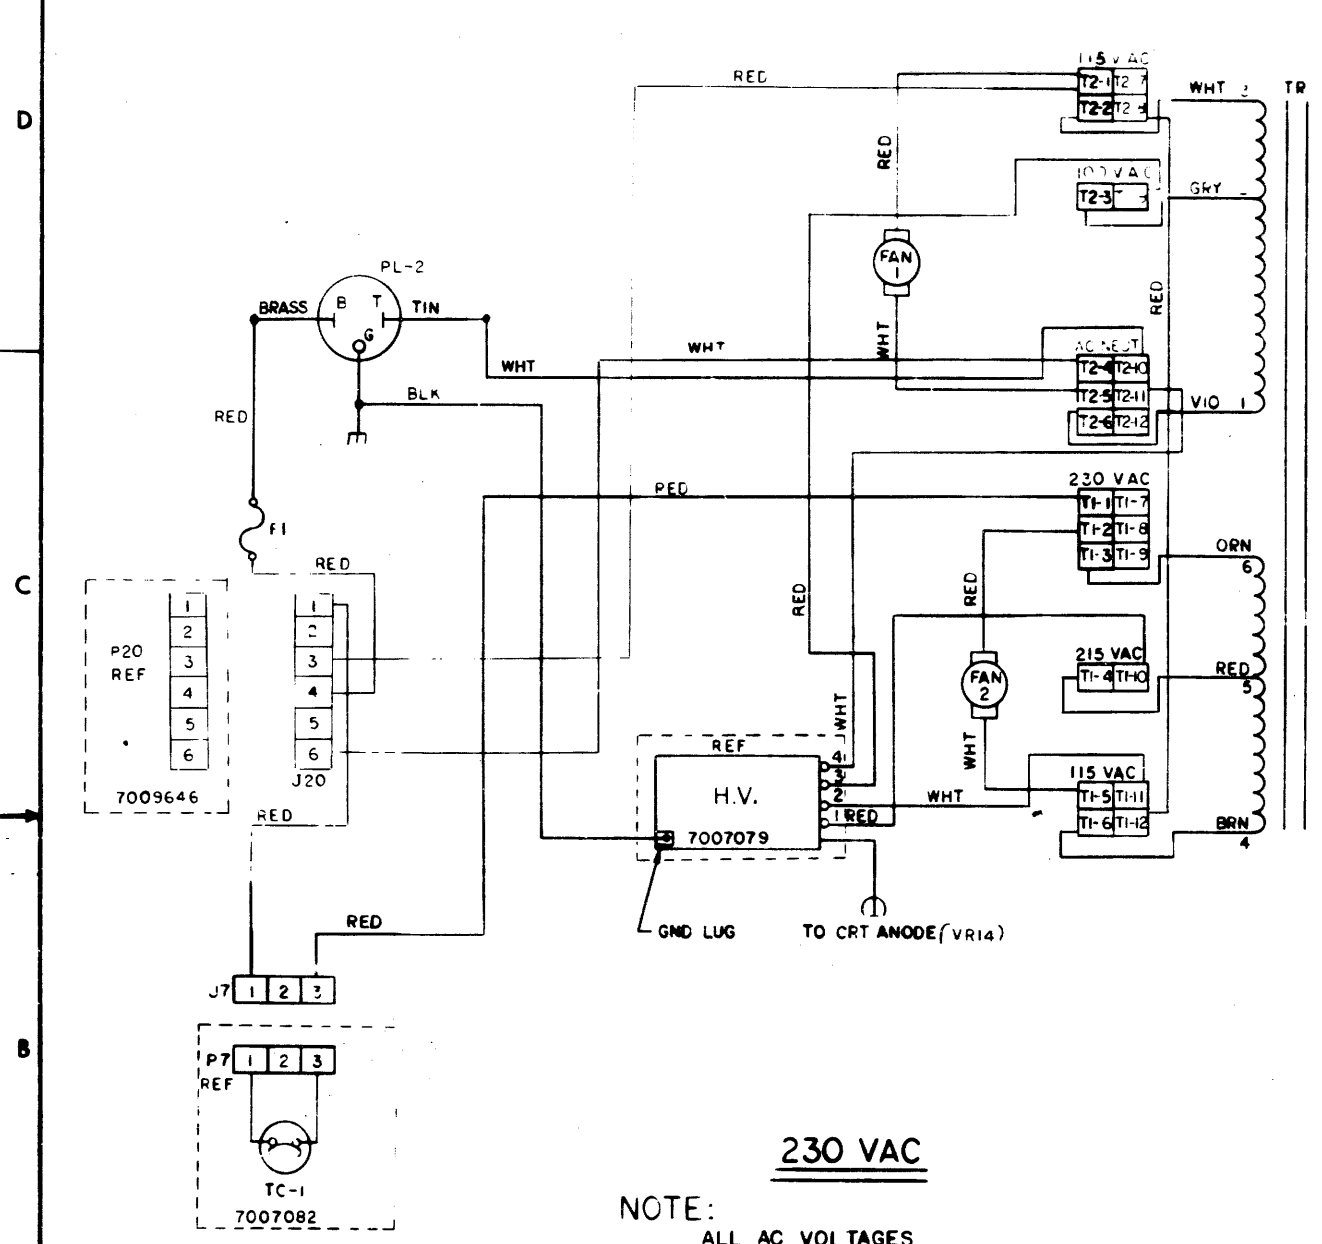 115 VAC
T2-1 T2-7
T2-2 T2-8
WHT
TR
RED
D
RED
100 VAC
T2-3
GRY
PL-2
BRASS
B T
TIN
G
FAN
1
RED
WHT
WHT
WHT
AC NEUT
T2-4 T2-10
T2-5 T2-11
T2-6 T2-12
VIO 1
BLK
RED
RED
230 VAC
T1-1 T1-7
T1-2 T1-8
T1-3 T1-9
F1
RED
ORN
6
C
RED
RED
P20
REF
1
2
3
4
5
6
7009646
1
2
3
4
5
6
J20
RED
215 VAC
T1-4 T1-10
RED
5
FAN
2
WHT
WHT
REF
H.V.
7007079
4
3
2
1 RED
WHT
115 VAC
T1-5 T1-11
T1-6 T1-12
BRN
4
GND LUG
TO CRT ANODE (VR14)
RED
J7 1 2 3
B
P7 1 2 3
REF
TC-1
7007082
230 VAC
NOTE:
ALL AC VOLTAGES